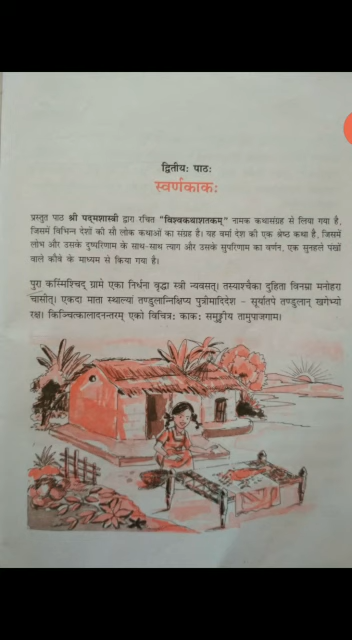 द्वितीयः पाठः
स्वर्णकाकः
प्रस्तुत पाठ श्री पद्मशास्त्री द्वारा रचित "विश्वकथाशतकम्" नामक कथासंग्रह से लिया गया है,
जिसमें विभिन्न देशों की सौ लोक कथाओं का संग्रह है। यह वर्मा देश की एक श्रेष्ठ कथा है, जिसमें
लोभ और उसके दुष्परिणाम के साथ-साथ त्याग और उसके सुपरिणाम का वर्णन, एक सुनहले पंखों
वाले कौवे के माध्यम से किया गया है।
पुरा कस्मिंश्चिद् ग्रामे एका निर्धना वृद्धा स्त्री न्यवसत्। तस्याश्चैका दुहिता विनम्रा मनोहरा
चासीत्। एकदा माता स्थाल्यां तण्डुलान्निक्षिप्य पुत्रीमादिदेश - सूर्यातपे तण्डुलान् खगेभ्यो
रक्ष। किञ्चित्कालादनन्तरम् एको विचित्रः काकः समुड्डीय तामुपाजगाम।